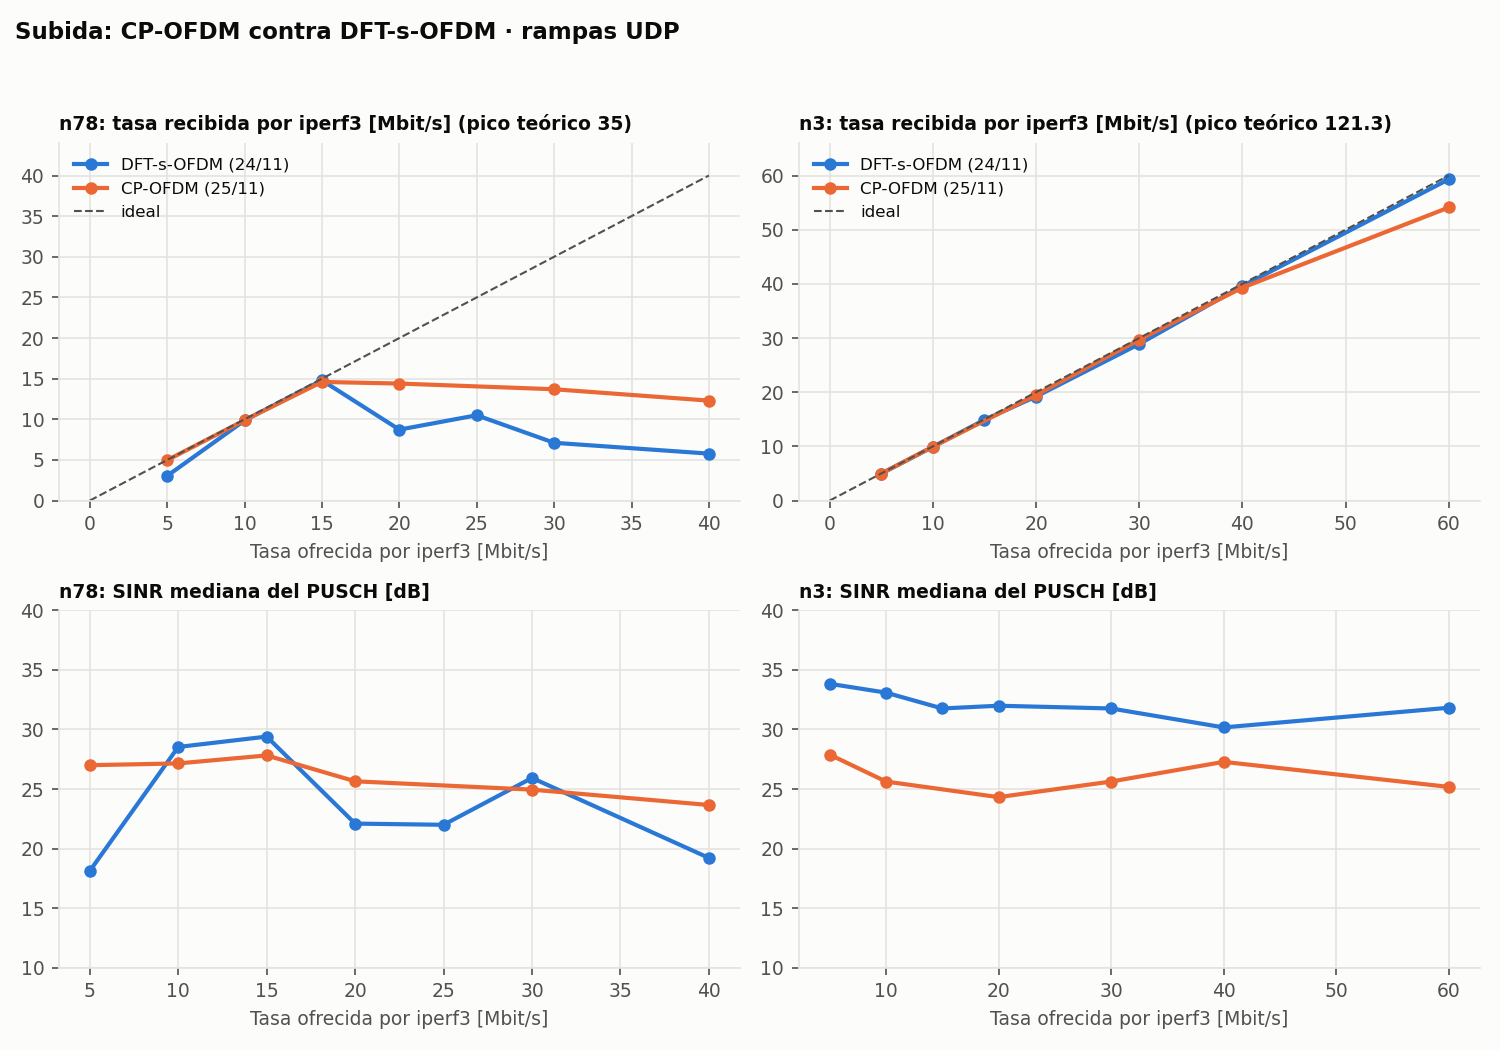 Subida: CP-OFDM contra DFT-s-OFDM · rampas UDP
n78: tasa recibida por iperf3 [Mbit/s] (pico teórico 35)
DFT-s-OFDM (24/11)
CP-OFDM (25/11)
ideal
40
35
30
25
20
15
10
5
0
0 5 10 15 20 25 30 35 40
Tasa ofrecida por iperf3 [Mbit/s]
n3: tasa recibida por iperf3 [Mbit/s] (pico teórico 121.3)
DFT-s-OFDM (24/11)
CP-OFDM (25/11)
ideal
60
50
40
30
20
10
0
0 10 20 30 40 50 60
Tasa ofrecida por iperf3 [Mbit/s]
n78: SINR mediana del PUSCH [dB]
40
35
30
25
20
15
10
5 10 15 20 25 30 35 40
Tasa ofrecida por iperf3 [Mbit/s]
n3: SINR mediana del PUSCH [dB]
40
35
30
25
20
15
10
10 20 30 40 50 60
Tasa ofrecida por iperf3 [Mbit/s]